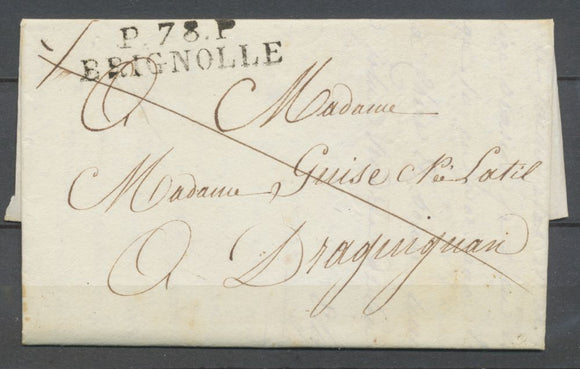 P.78.P
BRIGNOLLE
A Madame
Madame Guise Née Latil
A Draguignan